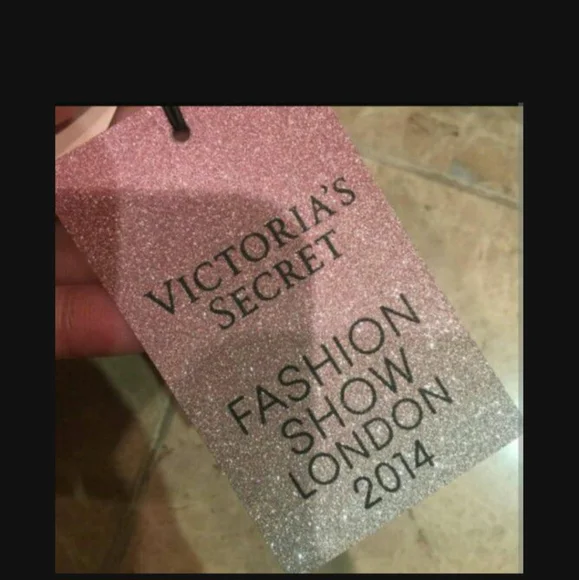 VICTORIA'S
SECRET
FASHION
SHOW
LONDON
2014